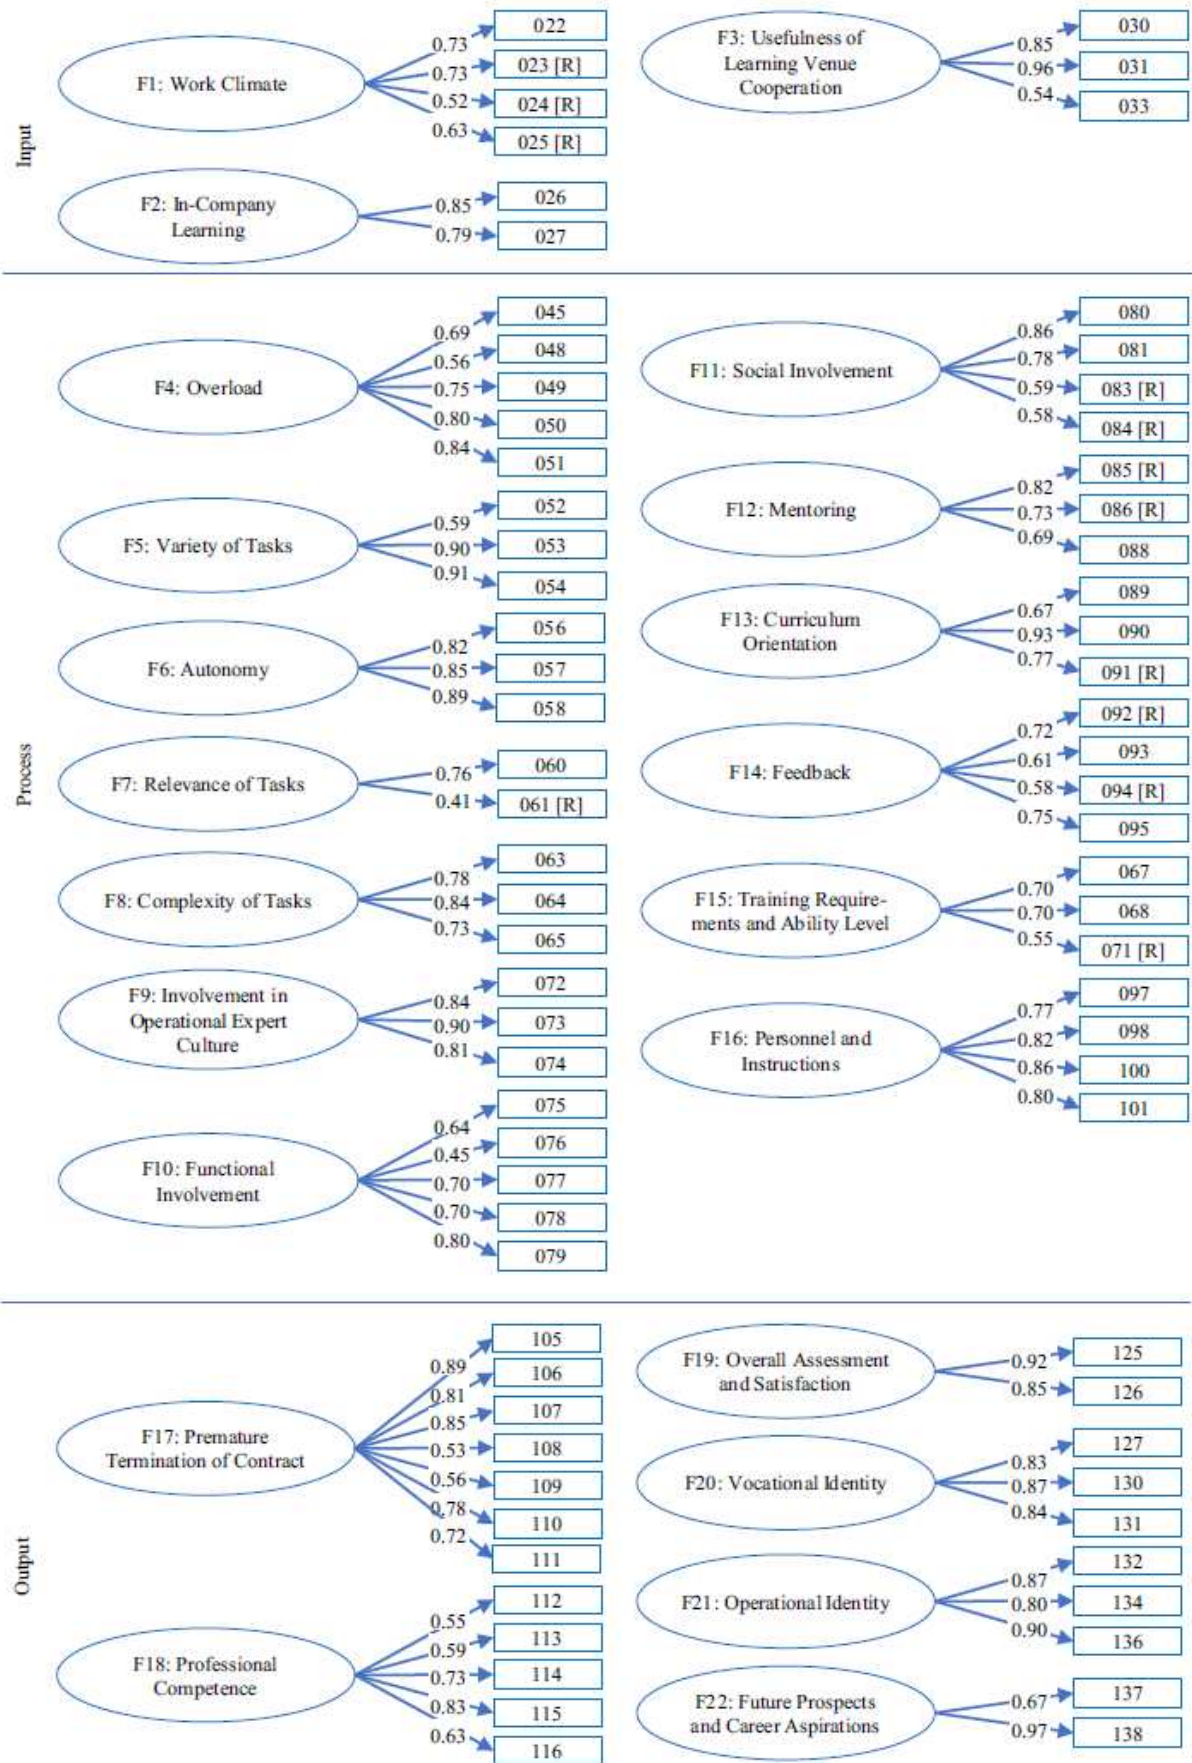 Input
F1: Work Climate
0.73
022
0.73
023 [R]
0.52
024 [R]
0.63
025 [R]
F2: In-Company
Learning
0.85
026
0.79
027
F3: Usefulness of
Learning Venue
Cooperation
0.85
030
0.96
031
0.54
033
Process
F4: Overload
0.69
045
0.56
048
0.75
049
0.80
050
0.84
051
F5: Variety of Tasks
0.59
052
0.90
053
0.91
054
F6: Autonomy
0.82
056
0.85
057
0.89
058
F7: Relevance of Tasks
0.76
060
0.41
061 [R]
F8: Complexity of Tasks
0.78
063
0.84
064
0.73
065
F9: Involvement in
Operational Expert
Culture
0.84
072
0.90
073
0.81
074
F10: Functional
Involvement
0.64
075
0.45
076
0.70
077
0.70
078
0.80
079
F11: Social Involvement
0.86
080
0.78
081
0.59
083 [R]
0.58
084 [R]
F12: Mentoring
0.82
085 [R]
0.73
086 [R]
0.69
088
F13: Curriculum
Orientation
0.67
089
0.93
090
0.77
091 [R]
F14: Feedback
0.72
092 [R]
0.61
093
0.58
094 [R]
0.75
095
F15: Training Require-
ments and Ability Level
0.70
067
0.70
068
0.55
071 [R]
F16: Personnel and
Instructions
0.77
097
0.82
098
0.86
100
0.80
101
Output
F17: Premature
Termination of Contract
0.89
105
0.81
106
0.85
107
0.53
108
0.56
109
0.78
110
0.72
111
F18: Professional
Competence
0.55
112
0.59
113
0.73
114
0.83
115
0.63
116
F19: Overall Assessment
and Satisfaction
0.92
125
0.85
126
F20: Vocational Identity
0.83
127
0.87
130
0.84
131
F21: Operational Identity
0.87
132
0.80
134
0.90
136
F22: Future Prospects
and Career Aspirations
0.67
137
0.97
138